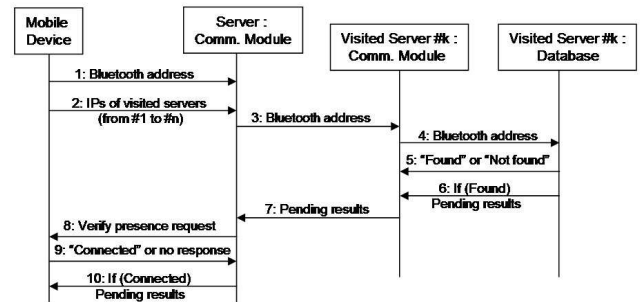 Mobile
Device
Server :
Comm. Module
Visited Server #k :
Comm. Module
Visited Server #k :
Database
1: Bluetooth address
2: IPs of visited servers
(from #1 to #n)
3: Bluetooth address
4: Bluetooth address
5: “Found” or “Not found”
6: If (Found)
Pending results
7: Pending results
8: Verify presence request
9: “Connected” or no response
10: If (Connected)
Pending results